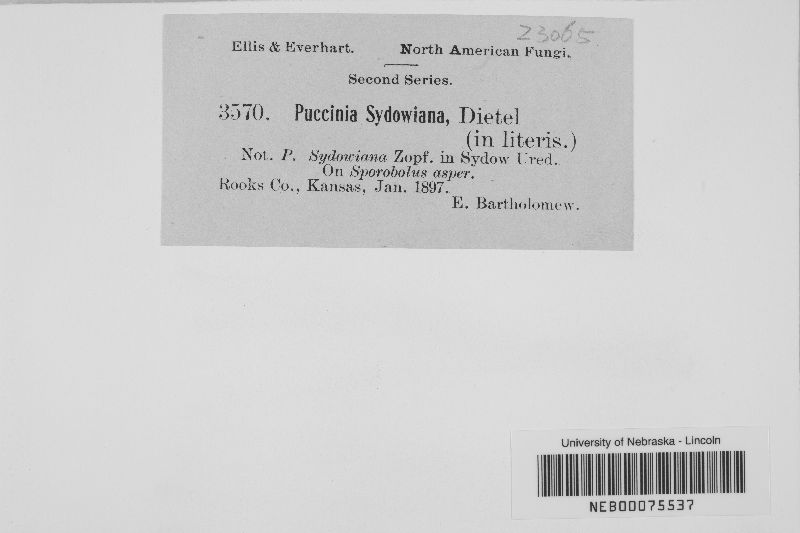 23065
Ellis & Everhart. North American Fungi.
Second Series.
3570. Puccinia Sydowiana, Dietel
(in literis.)
Not. P. Sydowiana Zopf. in Sydow Ured.
On Sporobolus asper.
Rooks Co., Kansas, Jan. 1897.
E. Bartholomew.
University of Nebraska - Lincoln
NEB00075537